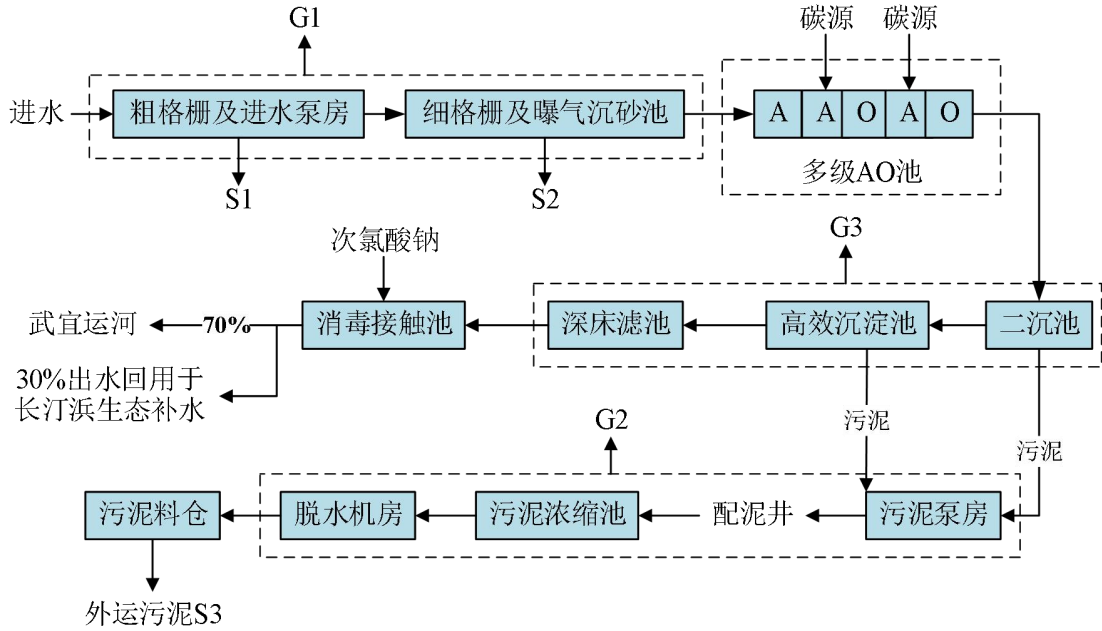 碳源
碳源
G1
进水
粗格栅及进水泵房
细格栅及曝气沉砂池
A
A
O
A
O
多级AO池
S1
S2
次氯酸钠
G3
武宜运河
70%
消毒接触池
深床滤池
高效沉淀池
二沉池
30%出水回用于
长汀浜生态补水
G2
污泥
污泥
污泥料仓
脱水机房
污泥浓缩池
配泥井
污泥泵房
外运污泥S3